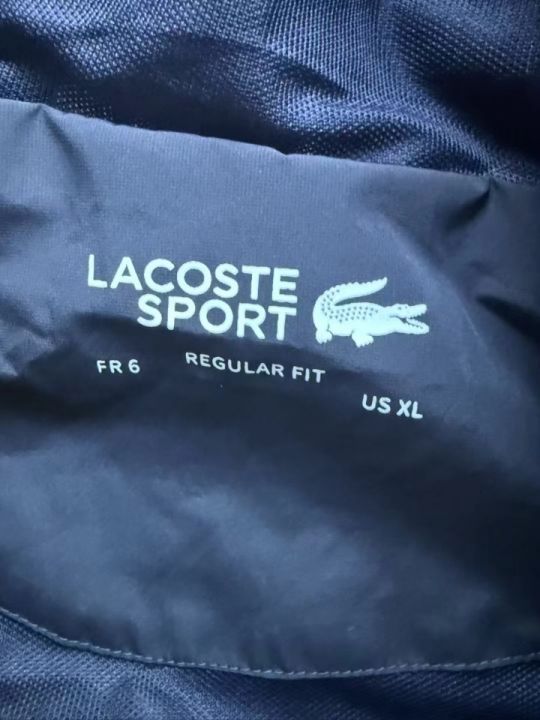 LACOSTE
SPORT
FR 6 REGULAR FIT US XL